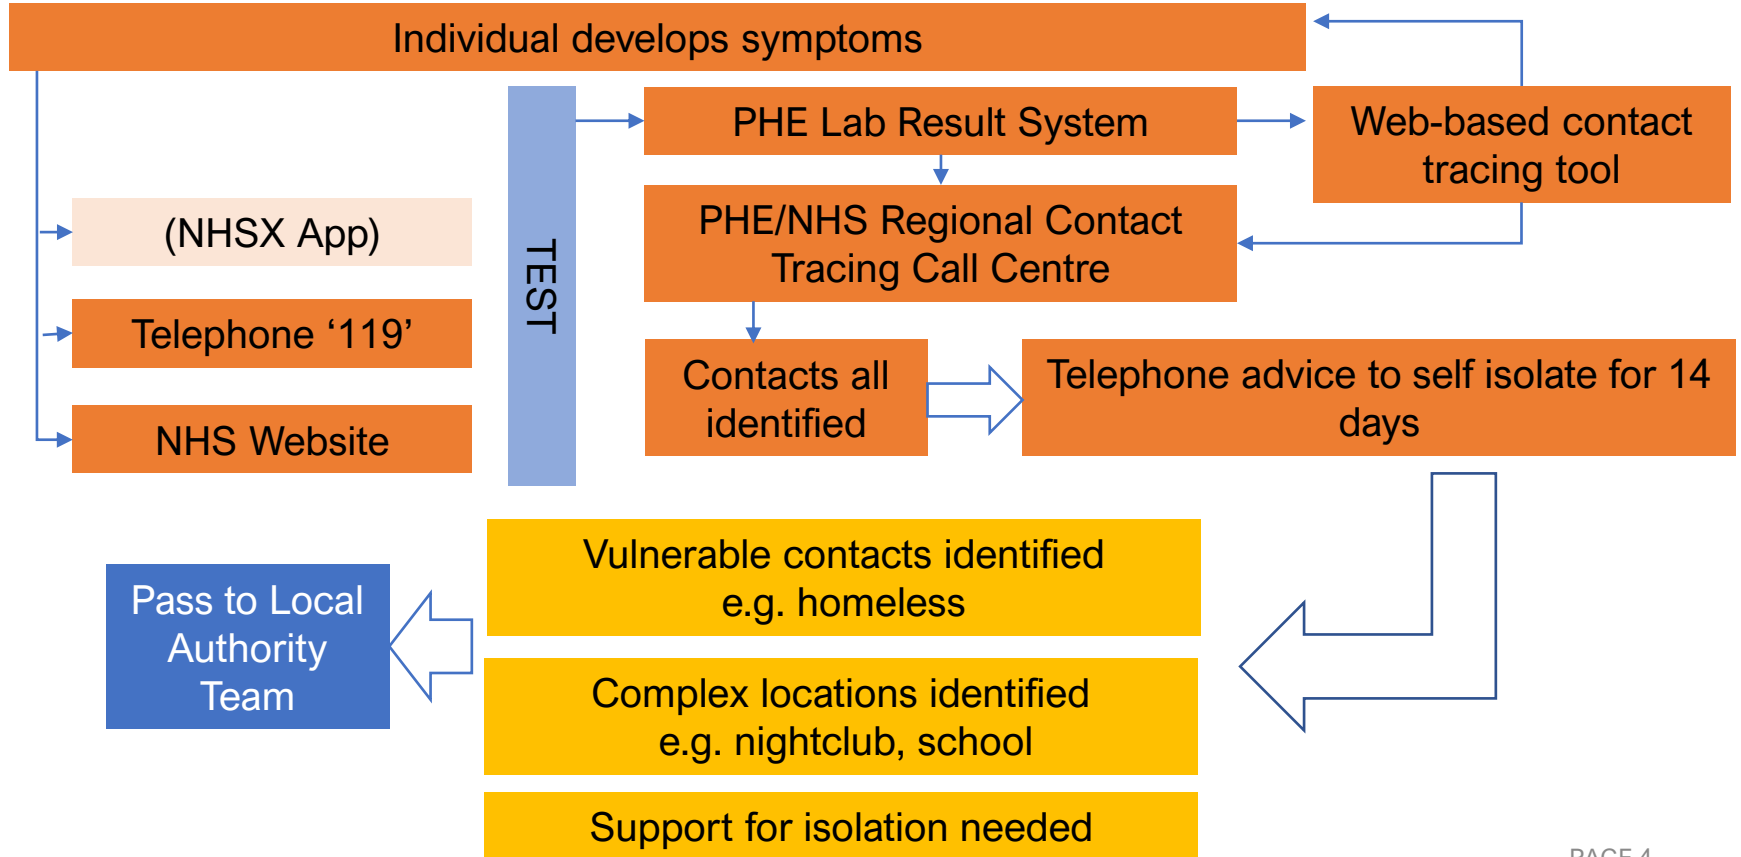 Individual develops symptoms
PHE Lab Result System
Web-based contact
tracing tool
(NHSX App)
TEST
PHE/NHS Regional Contact
Tracing Call Centre
Telephone ‘119’
Contacts all
identified
Telephone advice to self isolate for 14
days
NHS Website
Vulnerable contacts identified
e.g. homeless
Pass to Local
Authority
Team
Complex locations identified
e.g. nightclub, school
Support for isolation needed
PAGE 4